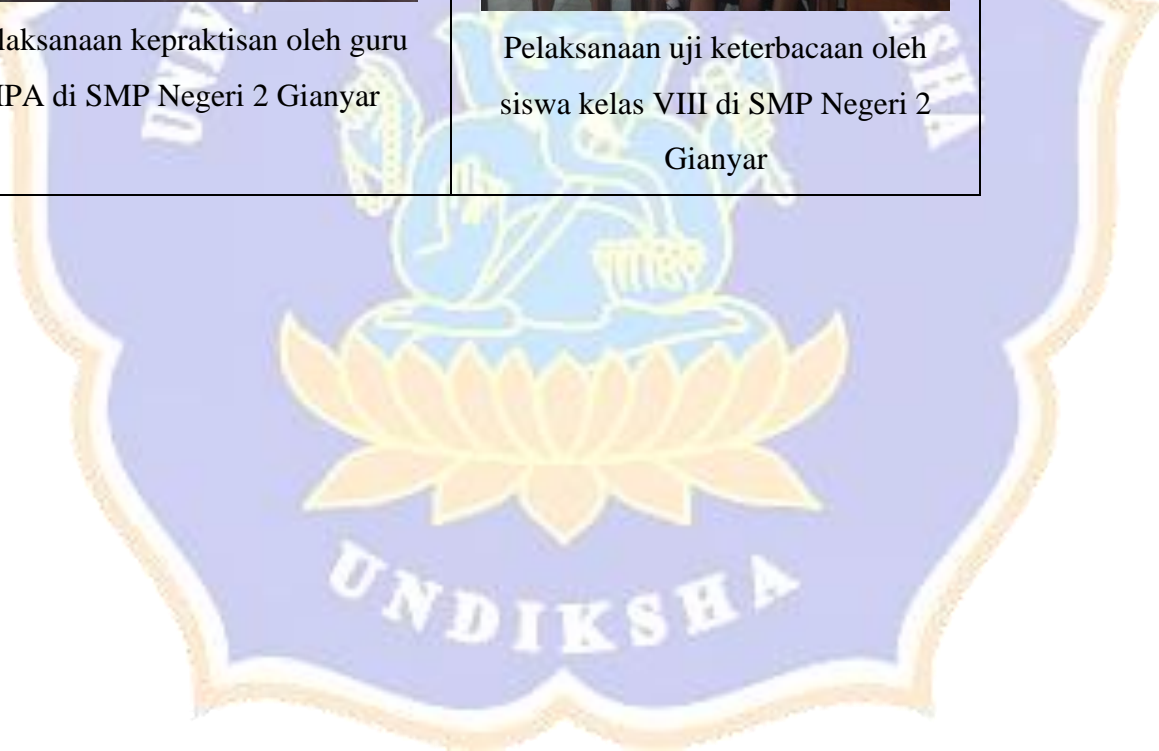 laksanaan kepraktisan oleh guru
IPA di SMP Negeri 2 Gianyar
Pelaksanaan uji keterbacaan oleh
siswa kelas VIII di SMP Negeri 2
Gianyar
UNDIKSHA